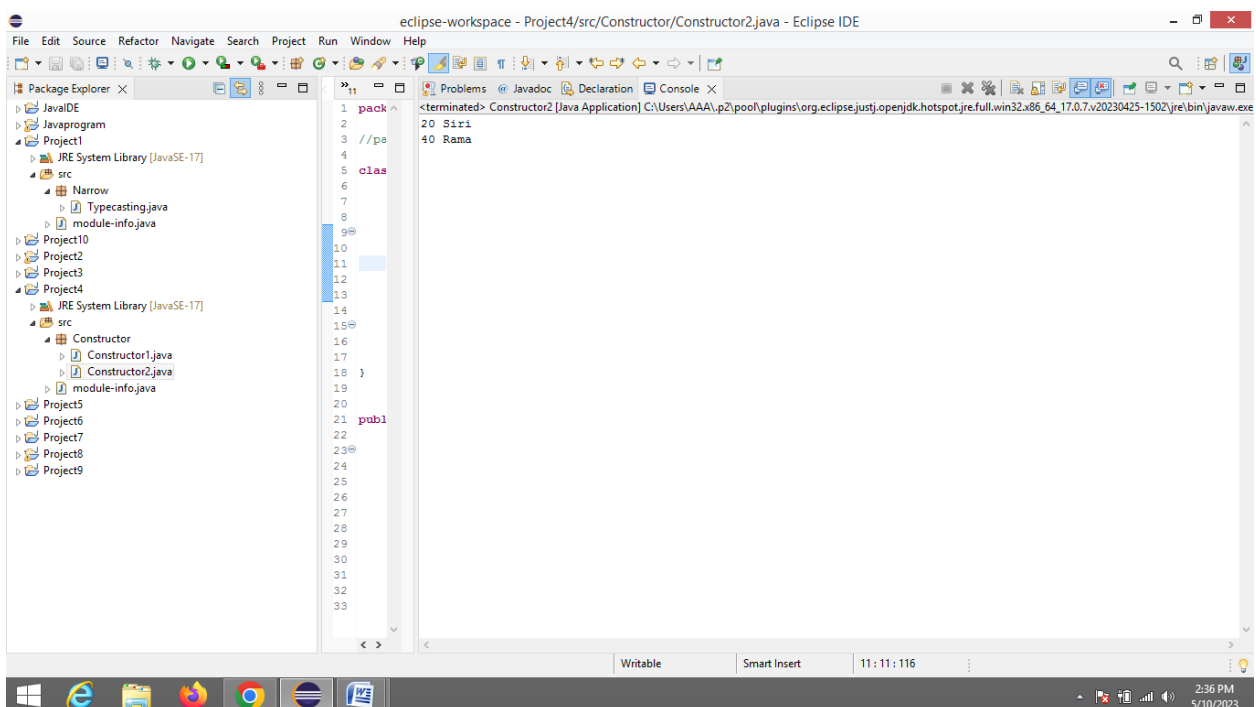 eclipse-workspace - Project4/src/Constructor/Constructor2.java - Eclipse IDE
File Edit Source Refactor Navigate Search Project Run Window Help
Package Explorer
JavaIDE
Javaprogram
Project1
JRE System Library [JavaSE-17]
src
Narrow
Typecasting.java
module-info.java
Project10
Project2
Project3
Project4
JRE System Library [JavaSE-17]
src
Constructor
Constructor1.java
Constructor2.java
module-info.java
Project5
Project6
Project7
Project8
Project9
11
1 pack
2
3 //pa
4
5 clas
6
7
8
9
10
11
12
13
14
15
16
17
18 }
19
20
21 publ
22
23
24
25
26
27
28
29
30
31
32
33
Problems @ Javadoc Declaration Console
<terminated> Constructor2 [Java Application] C:\Users\AAA\.p2\pool\plugins\org.eclipse.justj.openjdk.hotspot.jre.full.win32.x86_64_17.0.7.v20230425-1502\jre\bin\javaw.exe
20 Siri
40 Rama
Writable Smart Insert 11 : 11 : 116
2:36 PM
5/10/2023